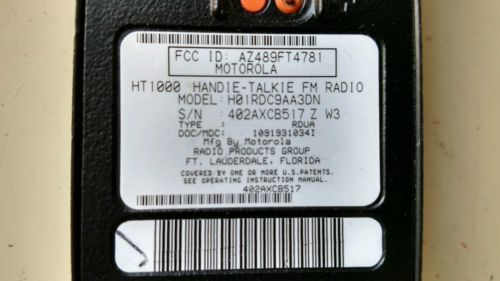 FCC ID: AZ489FT4781
MOTOROLA
HT1000 HANDIE-TALKIE FM RADIO
MODEL: H01RDC9AA3DN
S/N : 402AXCB517 Z W3
TYPE : RDUA
DOC/MDC: 1091931034I
Mfg By Motorola
RADIO PRODUCTS GROUP
FT. LAUDERDALE, FLORIDA
COVERED BY ONE OR MORE U.S.PATENTS.
SEE OPERATING INSTRUCTION MANUAL.
402AXCB517